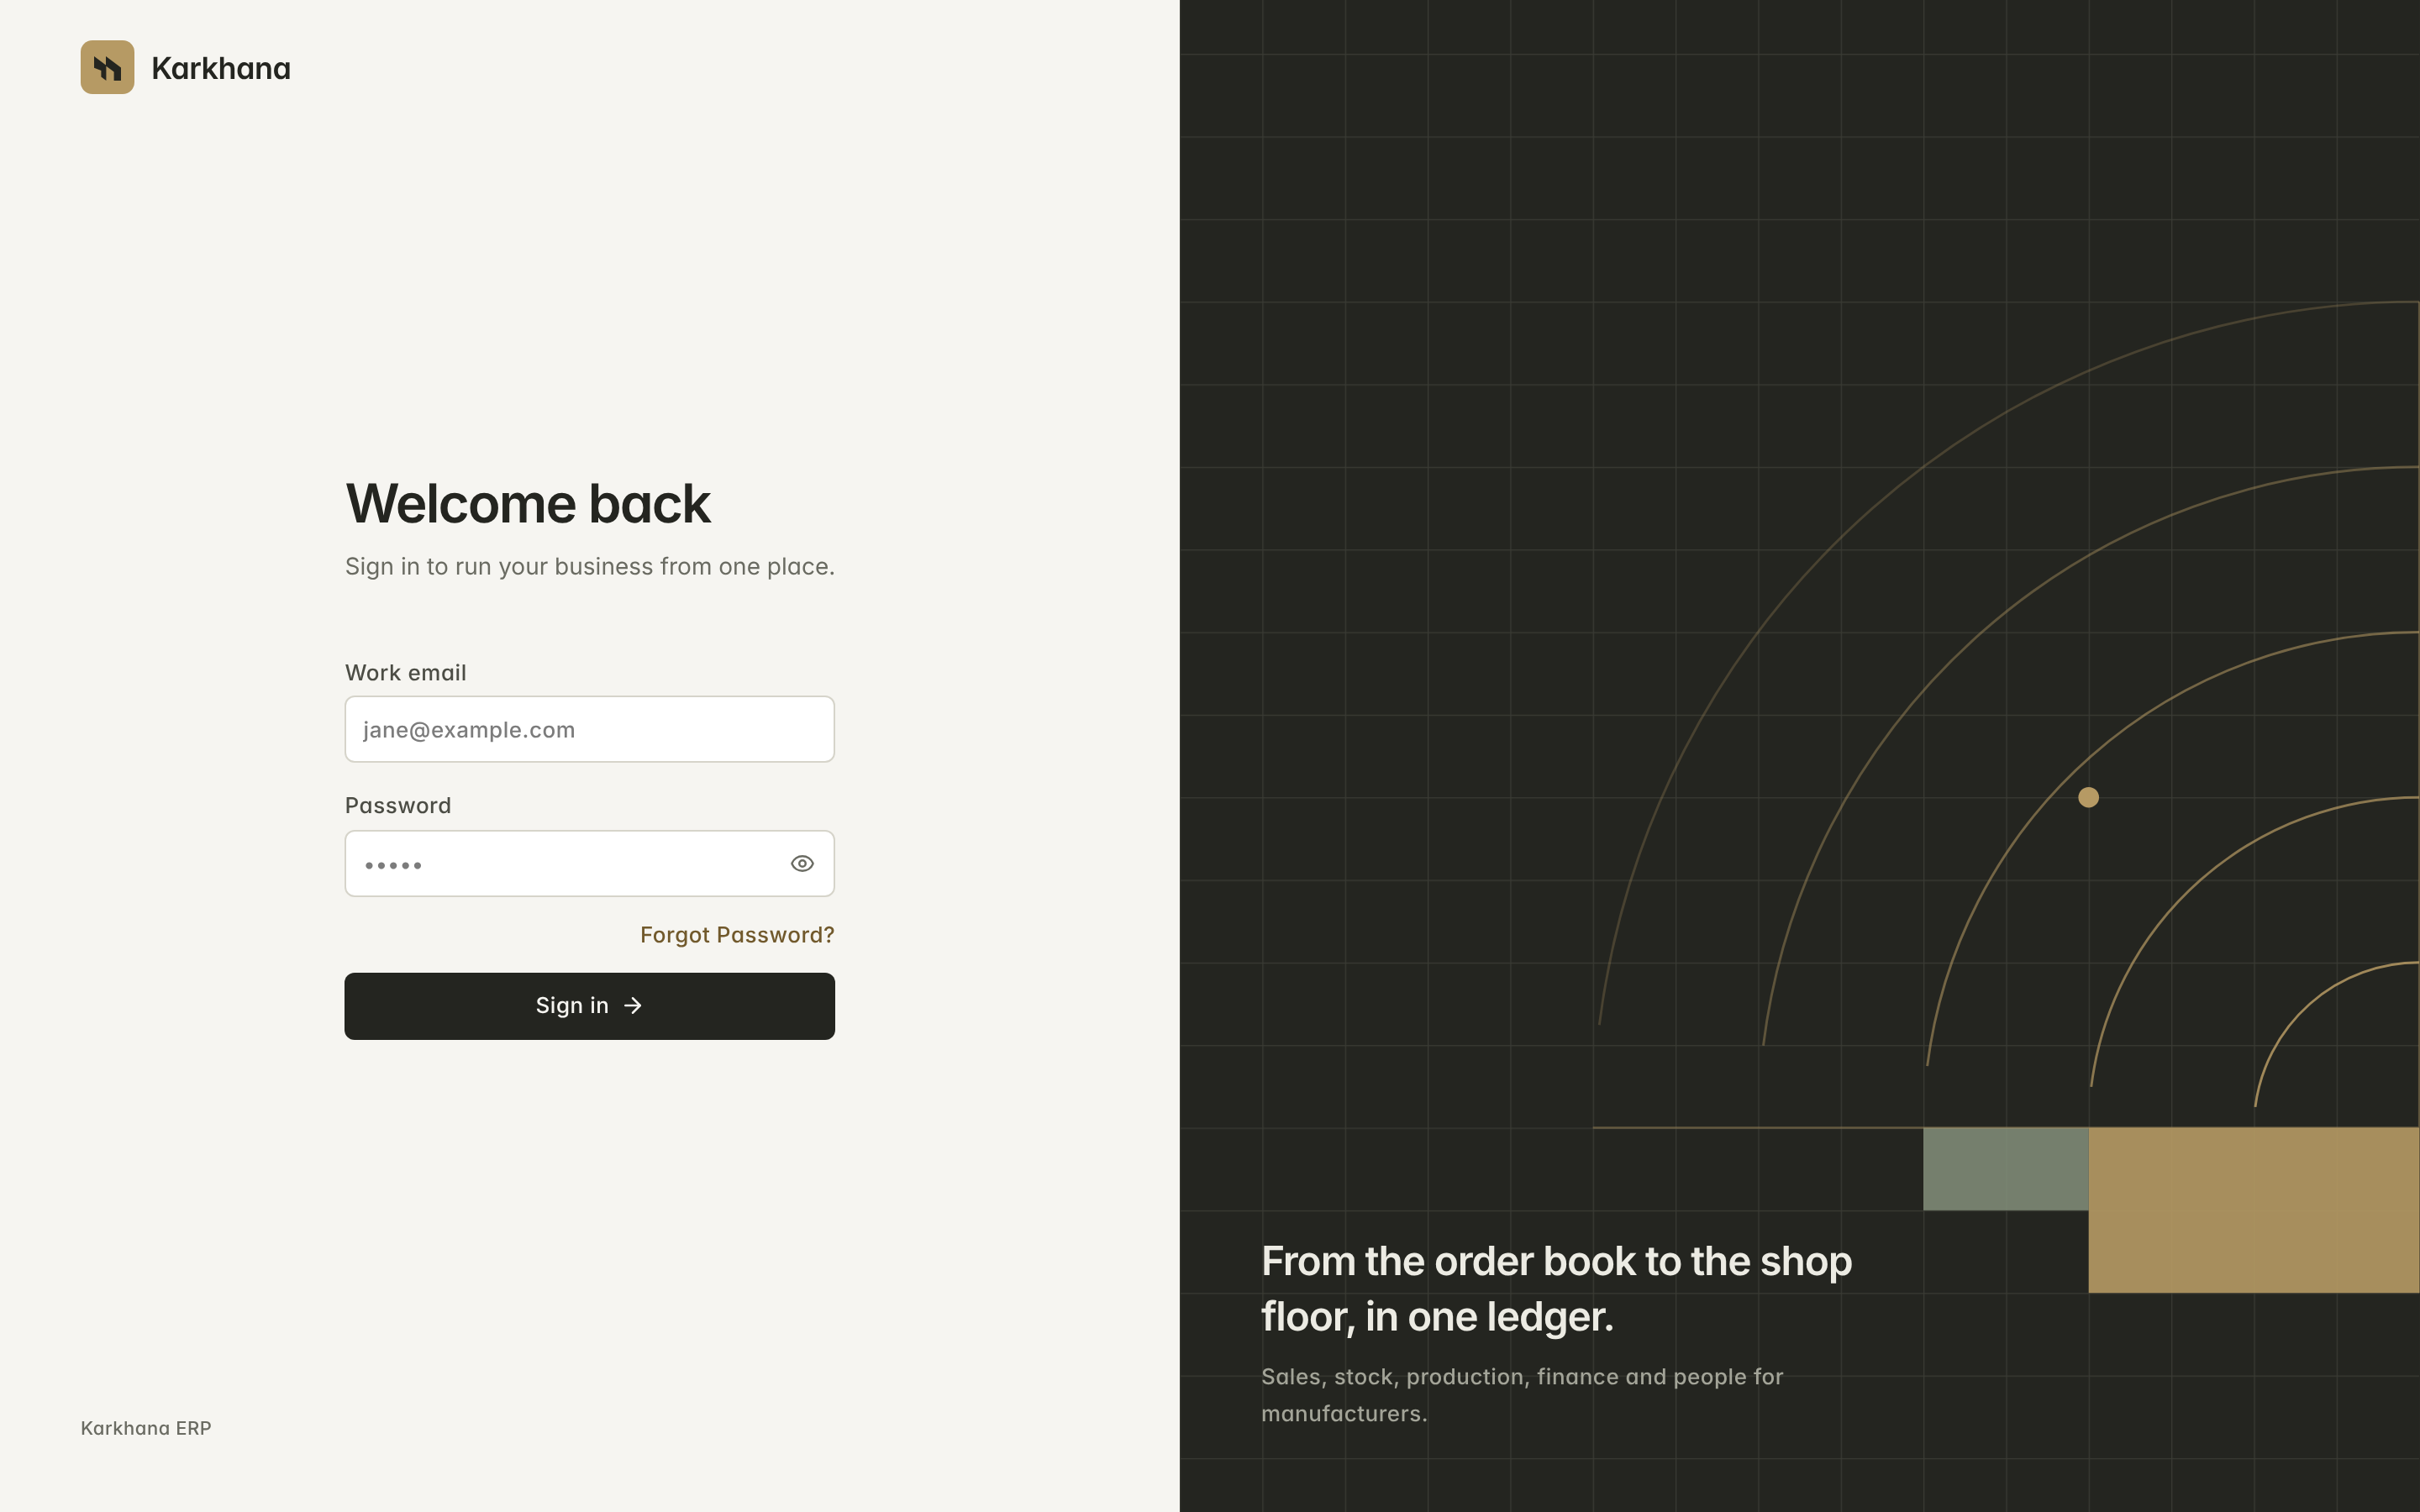 Karkhana
Welcome back
Sign in to run your business from one place.
Work email
jane@example.com
Password
•••••
Forgot Password?
Sign in →
Karkhana ERP
From the order book to the shop
floor, in one ledger.
Sales, stock, production, finance and people for
manufacturers.